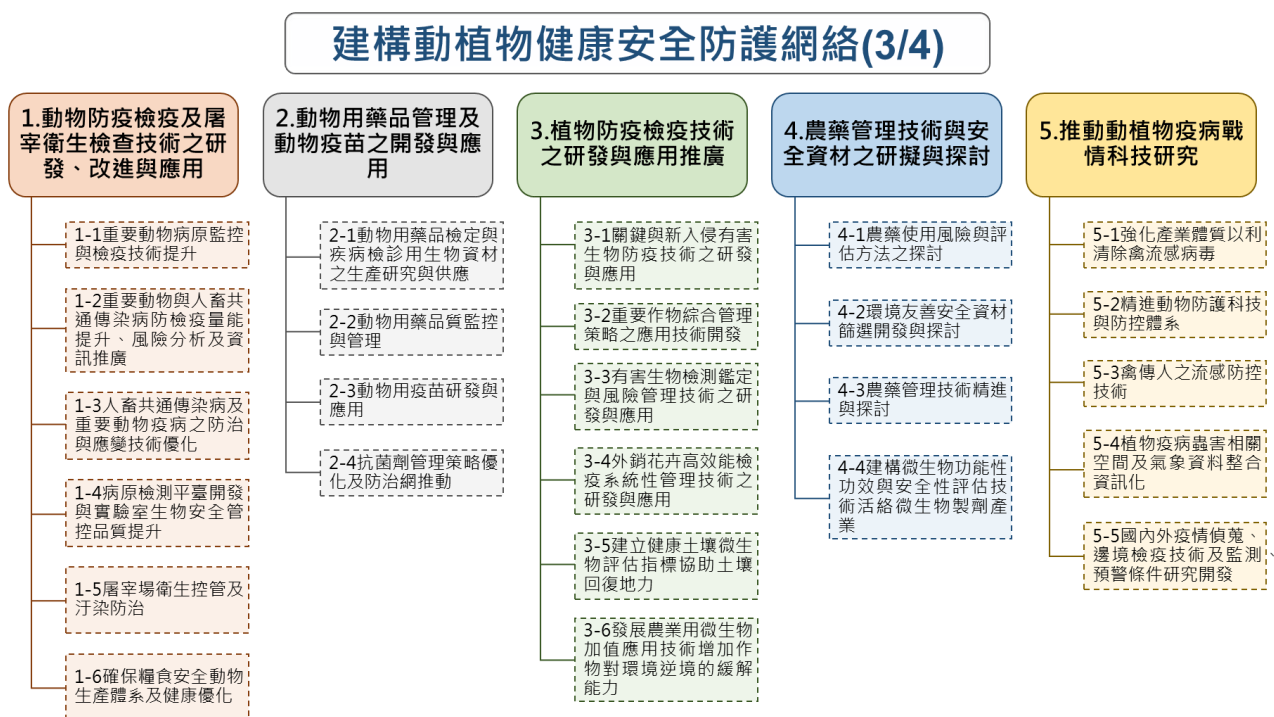 建構動植物健康安全防護網絡(3/4)
1.動物防疫檢疫及屠
宰衛生檢查技術之研
發、改進與應用
1-1重要動物病原監控
與檢疫技術提升
1-2重要動物與人畜共
通傳染病防檢疫量能
提升、風險分析及資
訊推廣
1-3人畜共通傳染病及
重要動物疫病之防治
與應變技術優化
1-4病原檢測平臺開發
與實驗室生物安全管
控品質提升
1-5屠宰場衛生控管及
汙染防治
1-6確保糧食安全動物
生產體系及健康優化
2.動物用藥品管理及
動物疫苗之開發與應
用
2-1動物用藥品檢定與
疾病檢診用生物資材
之生產研究與供應
2-2動物用藥品質監控
與管理
2-3動物用疫苗研發與
應用
2-4抗菌劑管理策略優
化及防治網推動
3.植物防疫檢疫技術
之研發與應用推廣
3-1關鍵與新入侵有害
生物防疫技術之研發
與應用
3-2重要作物綜合管理
策略之應用技術開發
3-3有害生物檢測鑑定
與風險管理技術之研
發與應用
3-4外銷花卉高效能檢
疫系統性管理技術之
研發與應用
3-5建立健康土壤微生
物評估指標協助土壤
回復地力
3-6發展農業用微生物
加值應用技術增加作
物對環境逆境的緩解
能力
4.農藥管理技術與安
全資材之研擬與探討
4-1農藥使用風險與評
估方法之探討
4-2環境友善安全資材
篩選開發與探討
4-3農藥管理技術精進
與探討
4-4建構微生物功能性
功效與安全性評估技
術活絡微生物製劑產
業
5.推動動植物疫病戰
情科技研究
5-1強化產業體質以利
清除禽流感病毒
5-2精進動物防護科技
與防控體系
5-3禽傳人之流感防控
技術
5-4植物疫病蟲害相關
空間及氣象資料整合
資訊化
5-5國內外疫情偵蒐、
邊境檢疫技術及監測、
預警條件研究開發